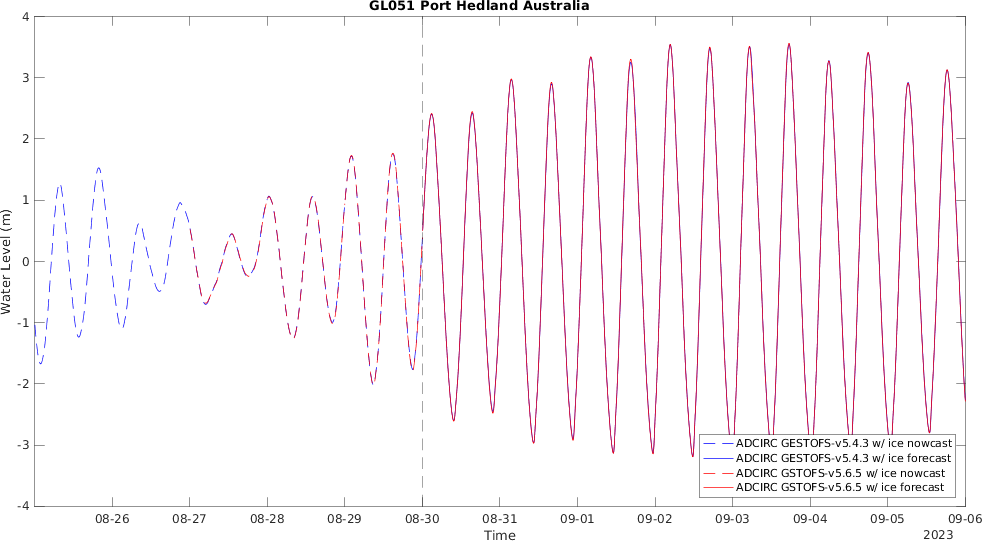 GL051 Port Hedland Australia
4
3
2
1
0
-1
-2
-3
-4
Water Level (m)
ADCIRC GESTOFS-v5.4.3 w/ ice nowcast
ADCIRC GESTOFS-v5.4.3 w/ ice forecast
ADCIRC GSTOFS-v5.6.5 w/ ice nowcast
ADCIRC GSTOFS-v5.6.5 w/ ice forecast
08-26 08-27 08-28 08-29 08-30 08-31 09-01 09-02 09-03 09-04 09-05 09-06
Time
2023